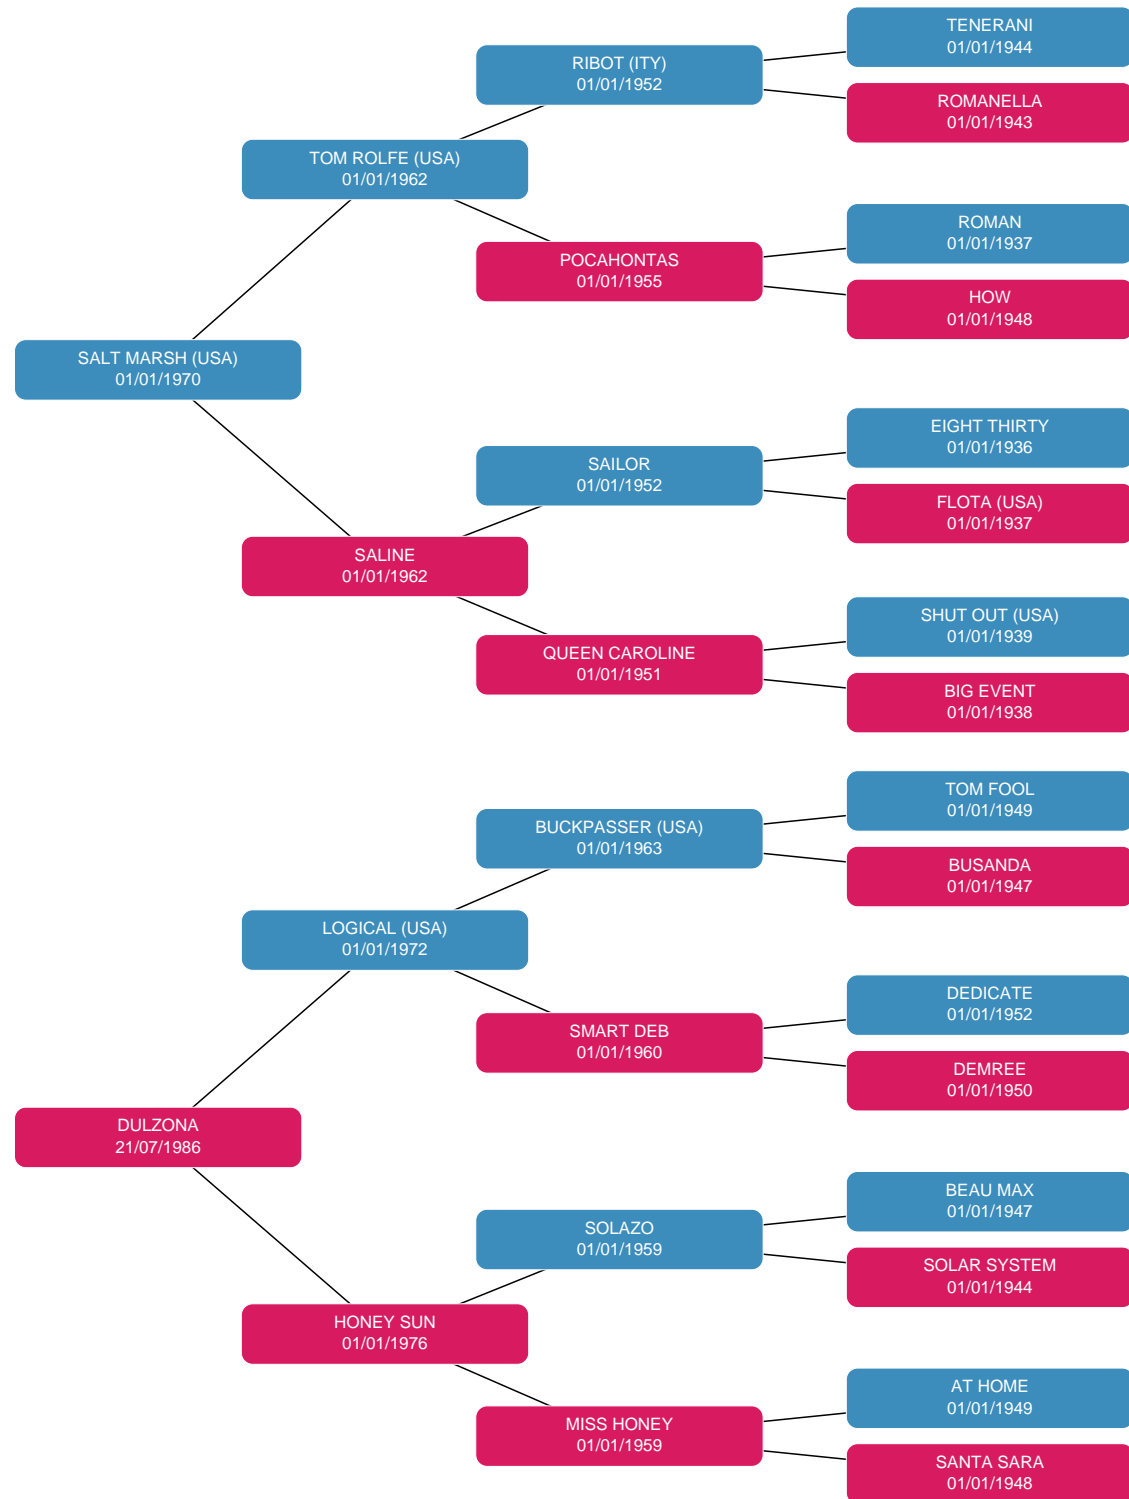 TENERANI
01/01/1944
RIBOT (ITY)
01/01/1952
ROMANELLA
01/01/1943
TOM ROLFE (USA)
01/01/1962
ROMAN
01/01/1937
POCAHONTAS
01/01/1955
HOW
01/01/1948
SALT MARSH (USA)
01/01/1970
EIGHT THIRTY
01/01/1936
SAILOR
01/01/1952
FLOTA (USA)
01/01/1937
SALINE
01/01/1962
SHUT OUT (USA)
01/01/1939
QUEEN CAROLINE
01/01/1951
BIG EVENT
01/01/1938
TOM FOOL
01/01/1949
BUCKPASSER (USA)
01/01/1963
BUSANDA
01/01/1947
LOGICAL (USA)
01/01/1972
DEDICATE
01/01/1952
SMART DEB
01/01/1960
DEMREE
01/01/1950
DULZONA
21/07/1986
BEAU MAX
01/01/1947
SOLAZO
01/01/1959
SOLAR SYSTEM
01/01/1944
HONEY SUN
01/01/1976
AT HOME
01/01/1949
MISS HONEY
01/01/1959
SANTA SARA
01/01/1948